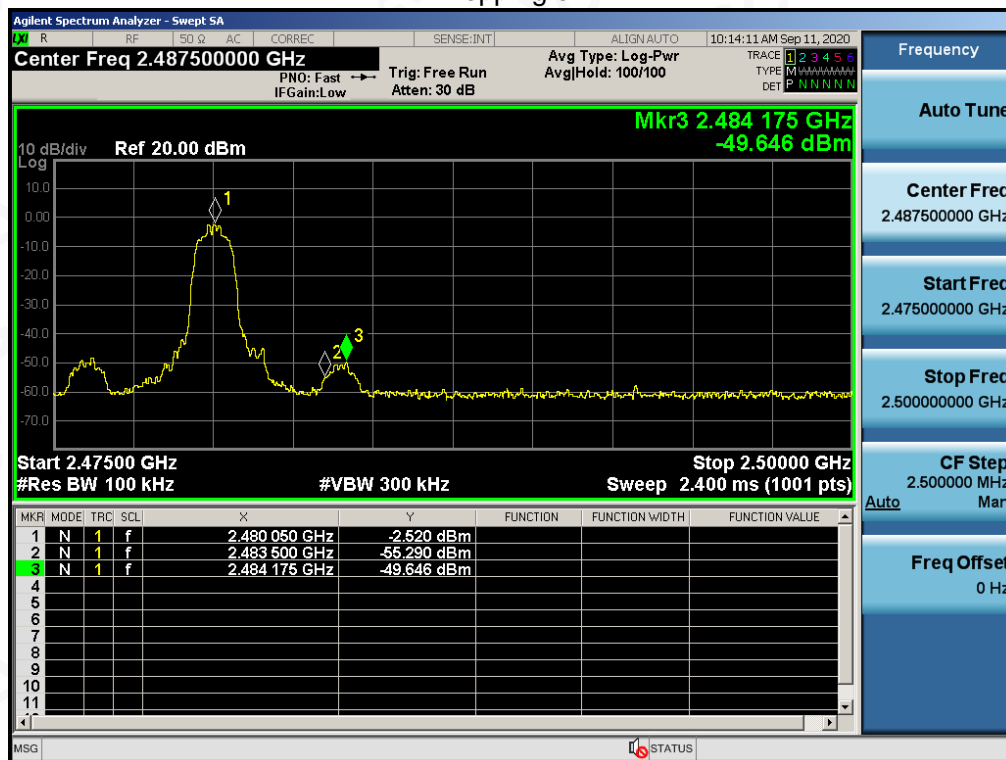 Agilent Spectrum Analyzer - Swept SA
LXI R RF 50 Ω AC CORREC SENSE:INT ALIGN AUTO 10:14:11 AM Sep 11, 2020
Center Freq 2.487500000 GHz
PNO: Fast
IFGain:Low
Trig: Free Run
Atten: 30 dB
Avg Type: Log-Pwr
Avg|Hold: 100/100
TRACE 1 2 3 4 5 6
TYPE M WWWWW
DET P N N N N N
Mkr3 2.484 175 GHz
-49.646 dBm
10 dB/div Ref 20.00 dBm
Log
10.0
0.00
-10.0
-20.0
-30.0
-40.0
-50.0
-60.0
-70.0
1
2
3
Start 2.47500 GHz Stop 2.50000 GHz
#Res BW 100 kHz #VBW 300 kHz Sweep 2.400 ms (1001 pts)
MKR MODE TRC SCL X Y FUNCTION FUNCTION WIDTH FUNCTION VALUE
1 N 1 f 2.480 050 GHz -2.520 dBm
2 N 1 f 2.483 500 GHz -55.290 dBm
3 N 1 f 2.484 175 GHz -49.646 dBm
4
5
6
7
8
9
10
11
MSG STATUS
Frequency
Auto Tune
Center Freq
2.487500000 GHz
Start Freq
2.475000000 GHz
Stop Freq
2.500000000 GHz
CF Step
2.500000 MHz
Auto Man
Freq Offset
0 Hz